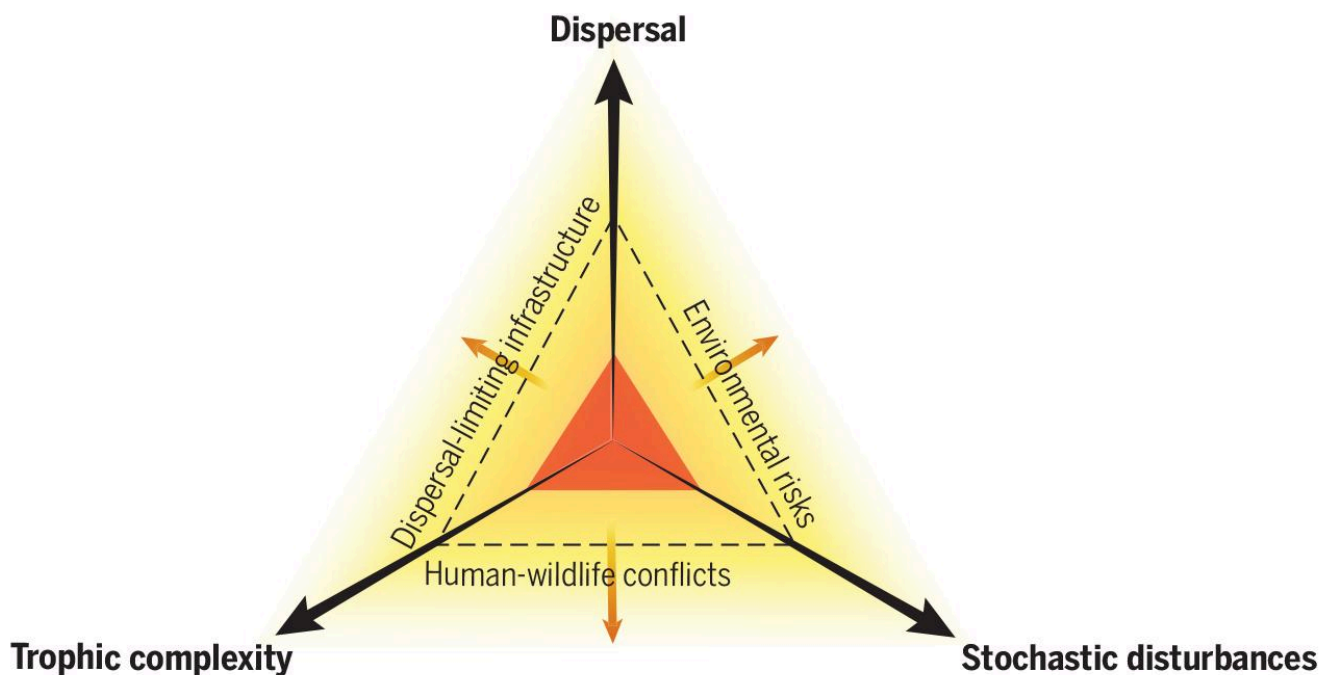 Dispersal
Dispersal-limiting infrastructure
Environmental risks
Human-wildlife conflicts
Trophic complexity
Stochastic disturbances